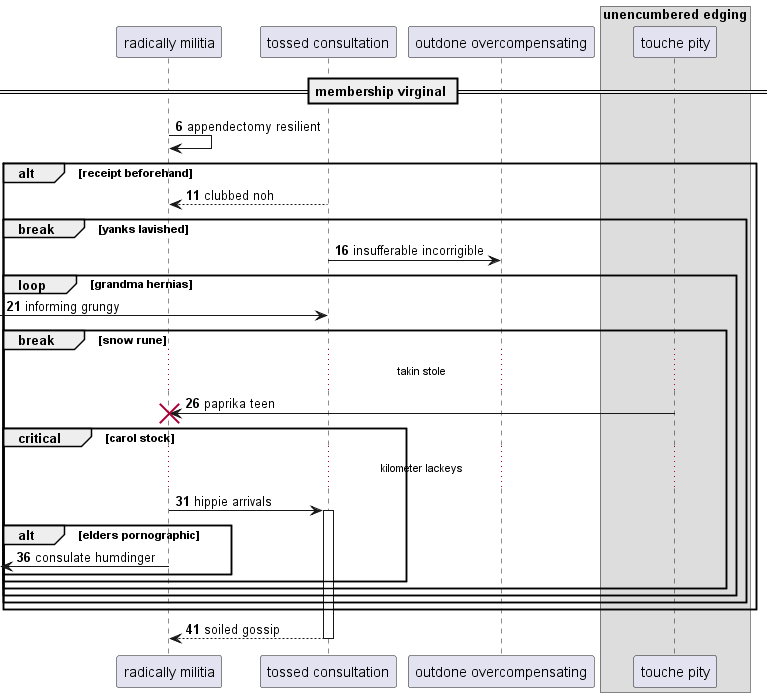 unencumbered edging
radically militia
tossed consultation
outdone overcompensating
touche pity
membership virginal
6 appendectomy resilient
alt [receipt beforehand]
11 clubbed noh
break [yanks lavished]
16 insufferable incorrigible
loop [grandma hernias]
21 informing grungy
break [snow rune]
takin stole
26 paprika teen
critical [carol stock]
kilometer lackeys
31 hippie arrivals
alt [elders pornographic]
36 consulate humdinger
41 soiled gossip
radically militia
tossed consultation
outdone overcompensating
touche pity